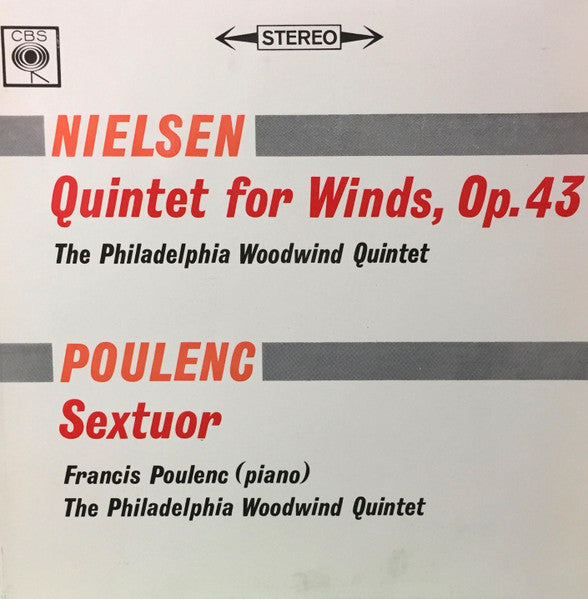 CBS
STEREO
NIELSEN
Quintet for Winds, Op. 43
The Philadelphia Woodwind Quintet
POULENC
Sextuor
Francis Poulenc (piano)
The Philadelphia Woodwind Quintet